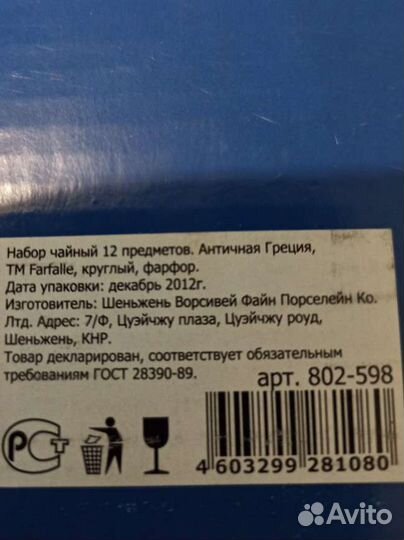 Набор чайный 12 предметов. Античная Греция,
ТМ Farfalle, круглый, фарфор.
Дата упаковки: декабрь 2012г.
Изготовитель: Шеньжень Ворсивей Файн Порселейн Ко.
Лтд. Адрес: 7/Ф, Цуэйчжу плаза, Цуэйчжу роуд,
Шеньжень, КНР.
Товар декларирован, соответствует обязательным
требованиям ГОСТ 28390-89.
арт. 802-598
РСТ
4 603299 281080
Avito